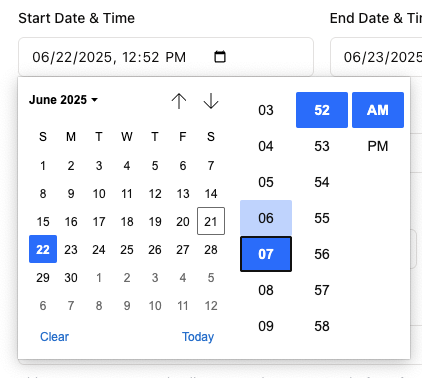 Start Date & Time
End Date & Ti
06/22/2025, 12:52 PM
06/23/2025
June 2025
S M T W T F S
1 2 3 4 5 6 7
8 9 10 11 12 13 14
15 16 17 18 19 20 21
22 23 24 25 26 27 28
29 30 1 2 3 4 5
6 7 8 9 10 11 12
Clear Today
03 52 AM
04 53 PM
05 54
06 55
07 56
08 57
09 58